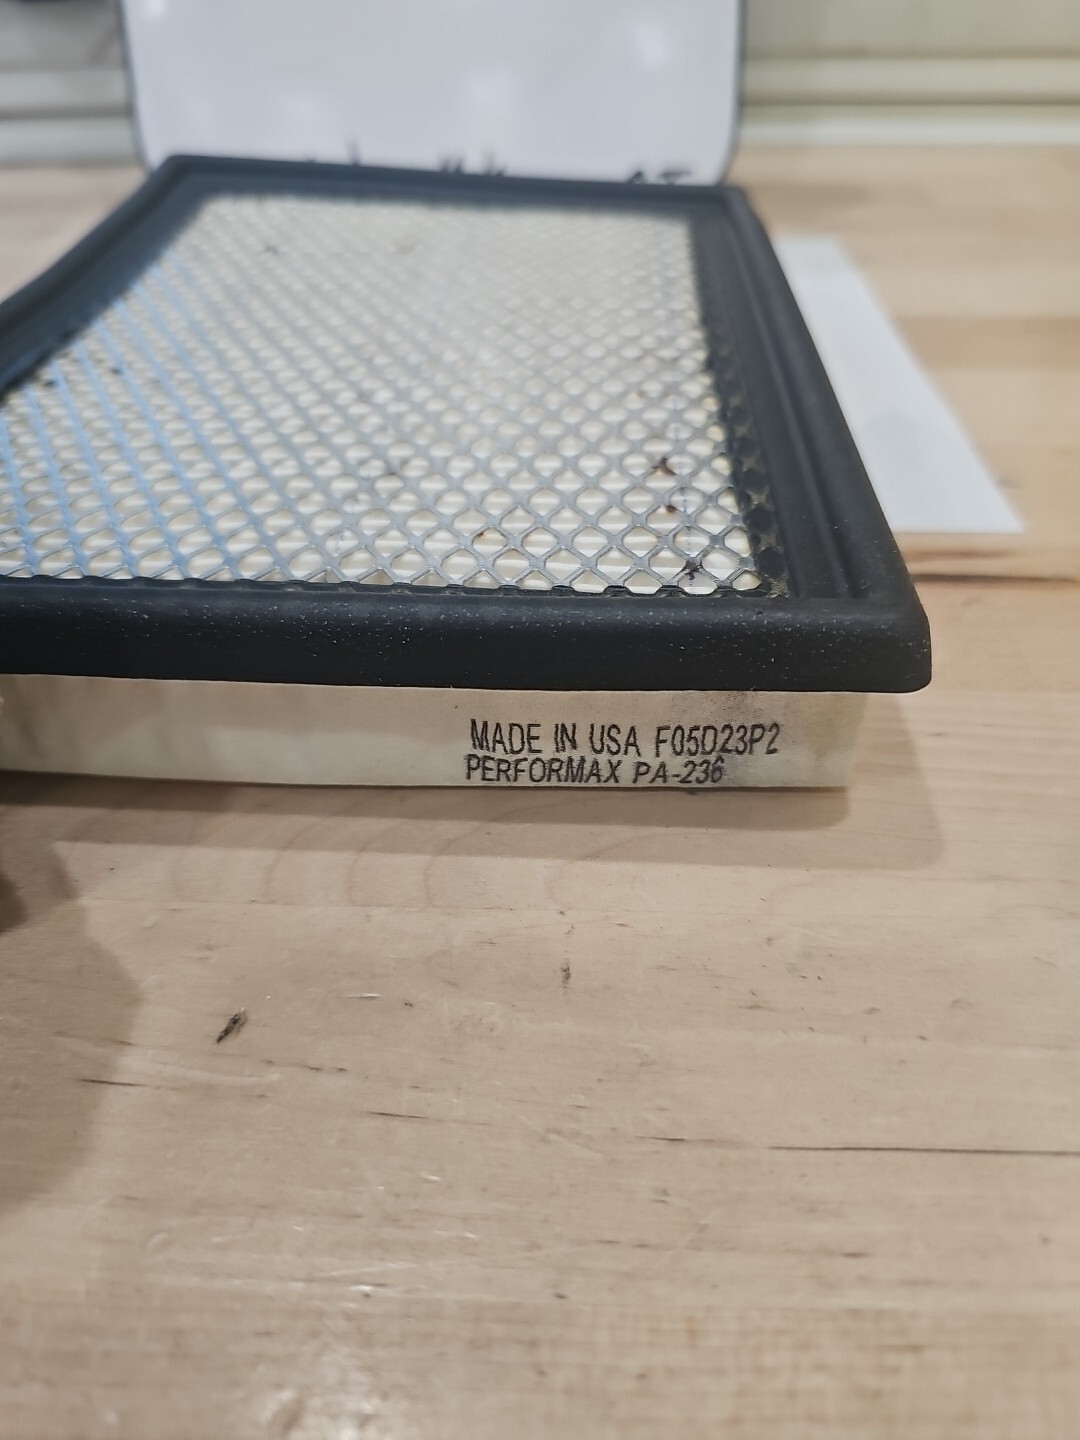 MADE IN USA F05D23P2
PERFORMAX PA-236